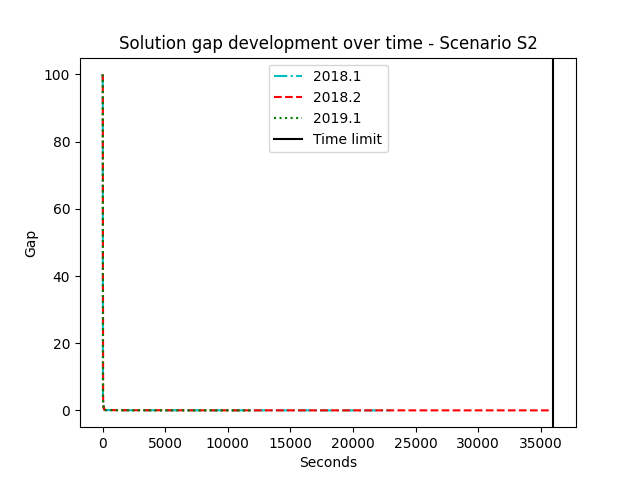 Solution gap development over time - Scenario S2
2018.1
2018.2
2019.1
Time limit
100
80
60
40
20
0
Gap
0 5000 10000 15000 20000 25000 30000 35000
Seconds